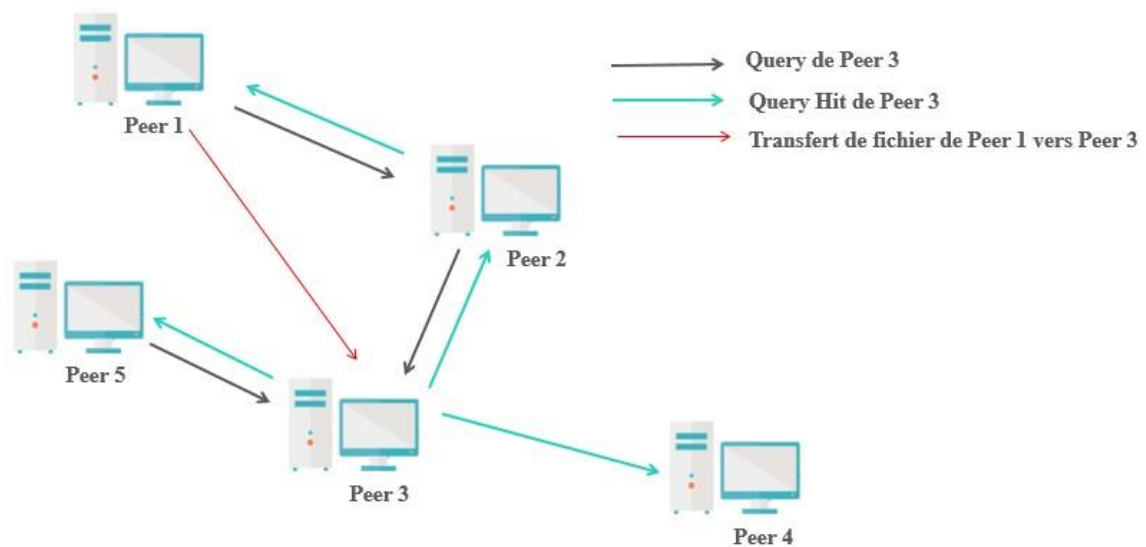 Query de Peer 3
Query Hit de Peer 3
Transfert de fichier de Peer 1 vers Peer 3
Peer 1
Peer 2
Peer 5
Peer 3
Peer 4